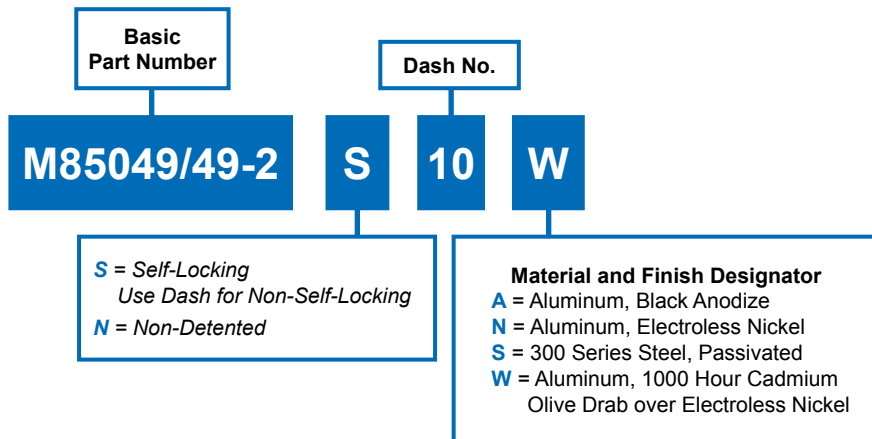 Basic
Part Number
Dash No.
M85049/49-2 S 10 W
S = Self-Locking
Use Dash for Non-Self-Locking
N = Non-Detented
Material and Finish Designator
A = Aluminum, Black Anodize
N = Aluminum, Electroless Nickel
S = 300 Series Steel, Passivated
W = Aluminum, 1000 Hour Cadmium
Olive Drab over Electroless Nickel